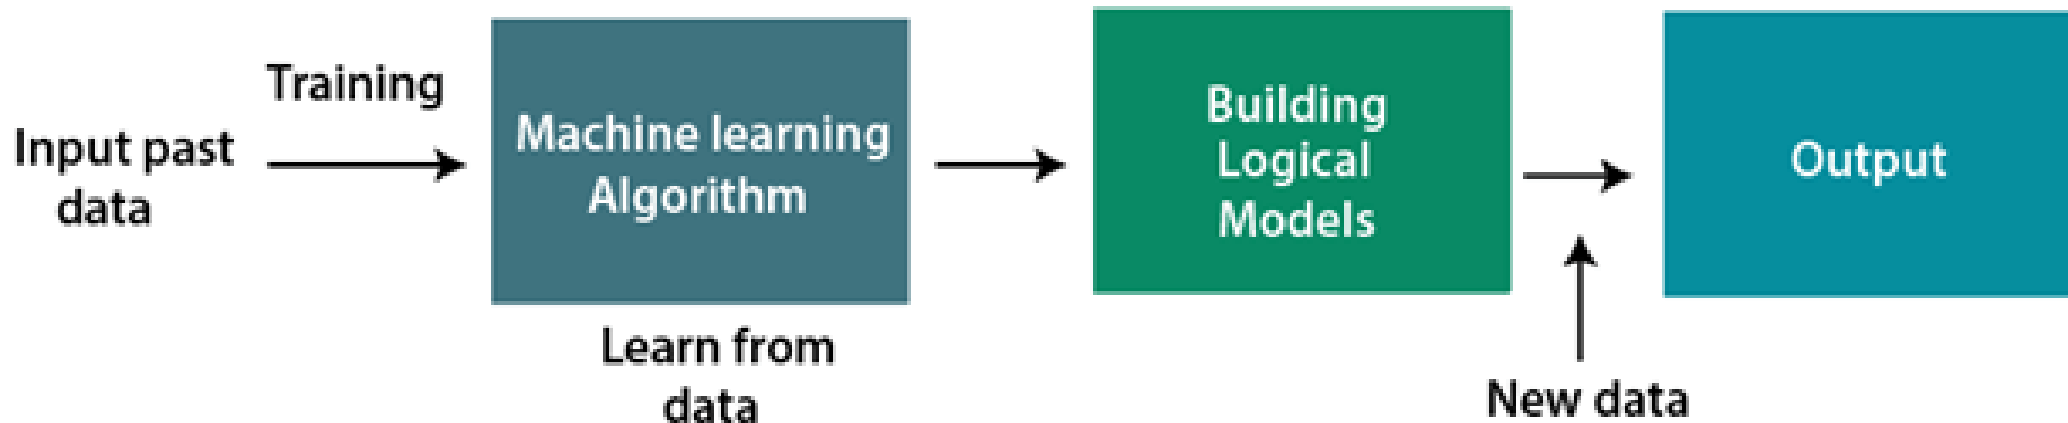 Training
Input past
data
Machine learning
Algorithm
Learn from
data
Building
Logical
Models
New data
Output